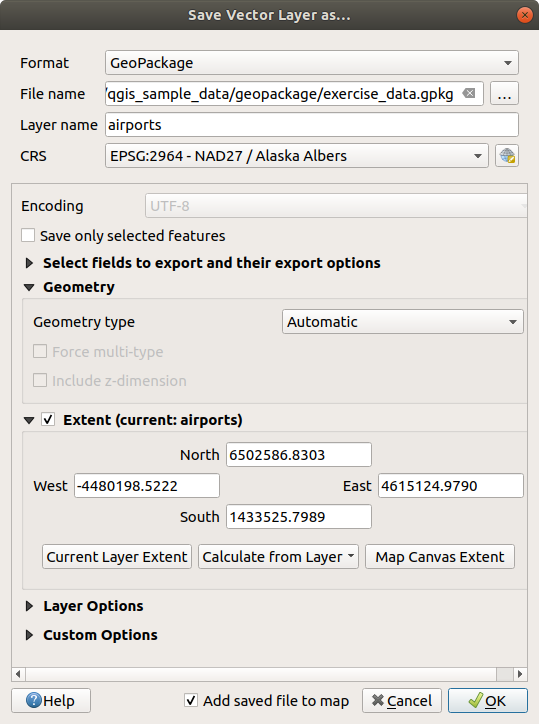 Save Vector Layer as...
Format GeoPackage
File name /qgis_sample_data/geopackage/exercise_data.gpkg ...
Layer name airports
CRS EPSG:2964 - NAD27 / Alaska Albers
Encoding UTF-8
Save only selected features
Select fields to export and their export options
Geometry
Geometry type Automatic
Force multi-type
Include z-dimension
Extent (current: airports)
North 6502586.8303
West -4480198.5222 East 4615124.9790
South 1433525.7989
Current Layer Extent Calculate from Layer Map Canvas Extent
Layer Options
Custom Options
Help Add saved file to map Cancel OK